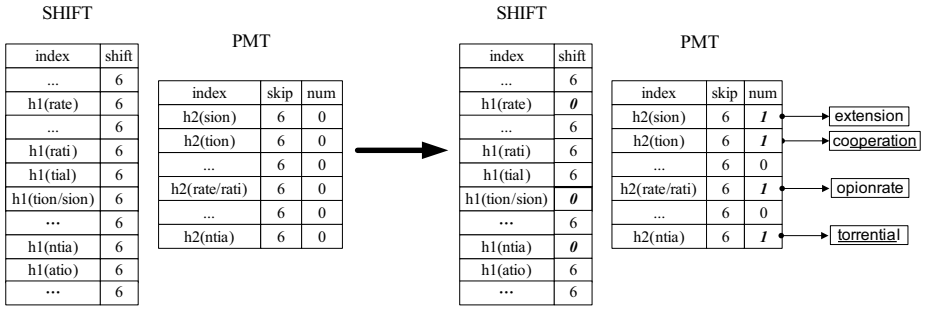 SHIFT
index shift
... 6
h1(rate) 6
... 6
h1(rati) 6
h1(tial) 6
h1(tion/sion) 6
... 6
h1(ntia) 6
h1(atio) 6
... 6
PMT
index skip num
h2(sion) 6 0
h2(tion) 6 0
... 6 0
h2(rate/rati) 6 0
... 6 0
h2(ntia) 6 0
SHIFT
index shift
... 6
h1(rate) 0
... 6
h1(rati) 6
h1(tial) 6
h1(tion/sion) 0
... 6
h1(ntia) 0
h1(atio) 6
... 6
PMT
index skip num
h2(sion) 6 1
h2(tion) 6 1
... 6 0
h2(rate/rati) 6 1
... 6 0
h2(ntia) 6 1
extension
cooperation
opionrate
torrential